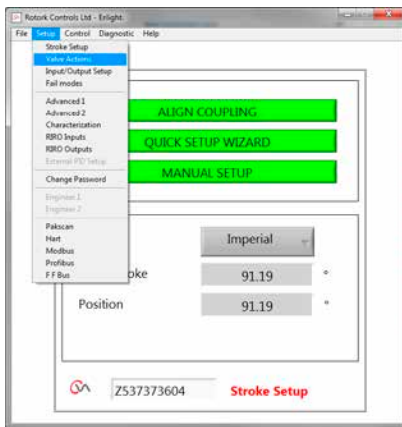 Rotork Controls Ltd - Enlight.
File Setup Control Diagnostic Help
Stroke Setup
Valve Actions
Input/Output Setup
Fail modes
Advanced 1
Advanced 2
Characterization
RIRO Inputs
RIRO Outputs
External PID Setup
Change Password
Engineer 1
Engineer 2
Pakscan
Hart
Modbus
Profibus
F F Bus
ALIGN COUPLING
QUICK SETUP WIZARD
MANUAL SETUP
Imperial
oke 91.19 °
Position 91.19 °
Z537373604 Stroke Setup